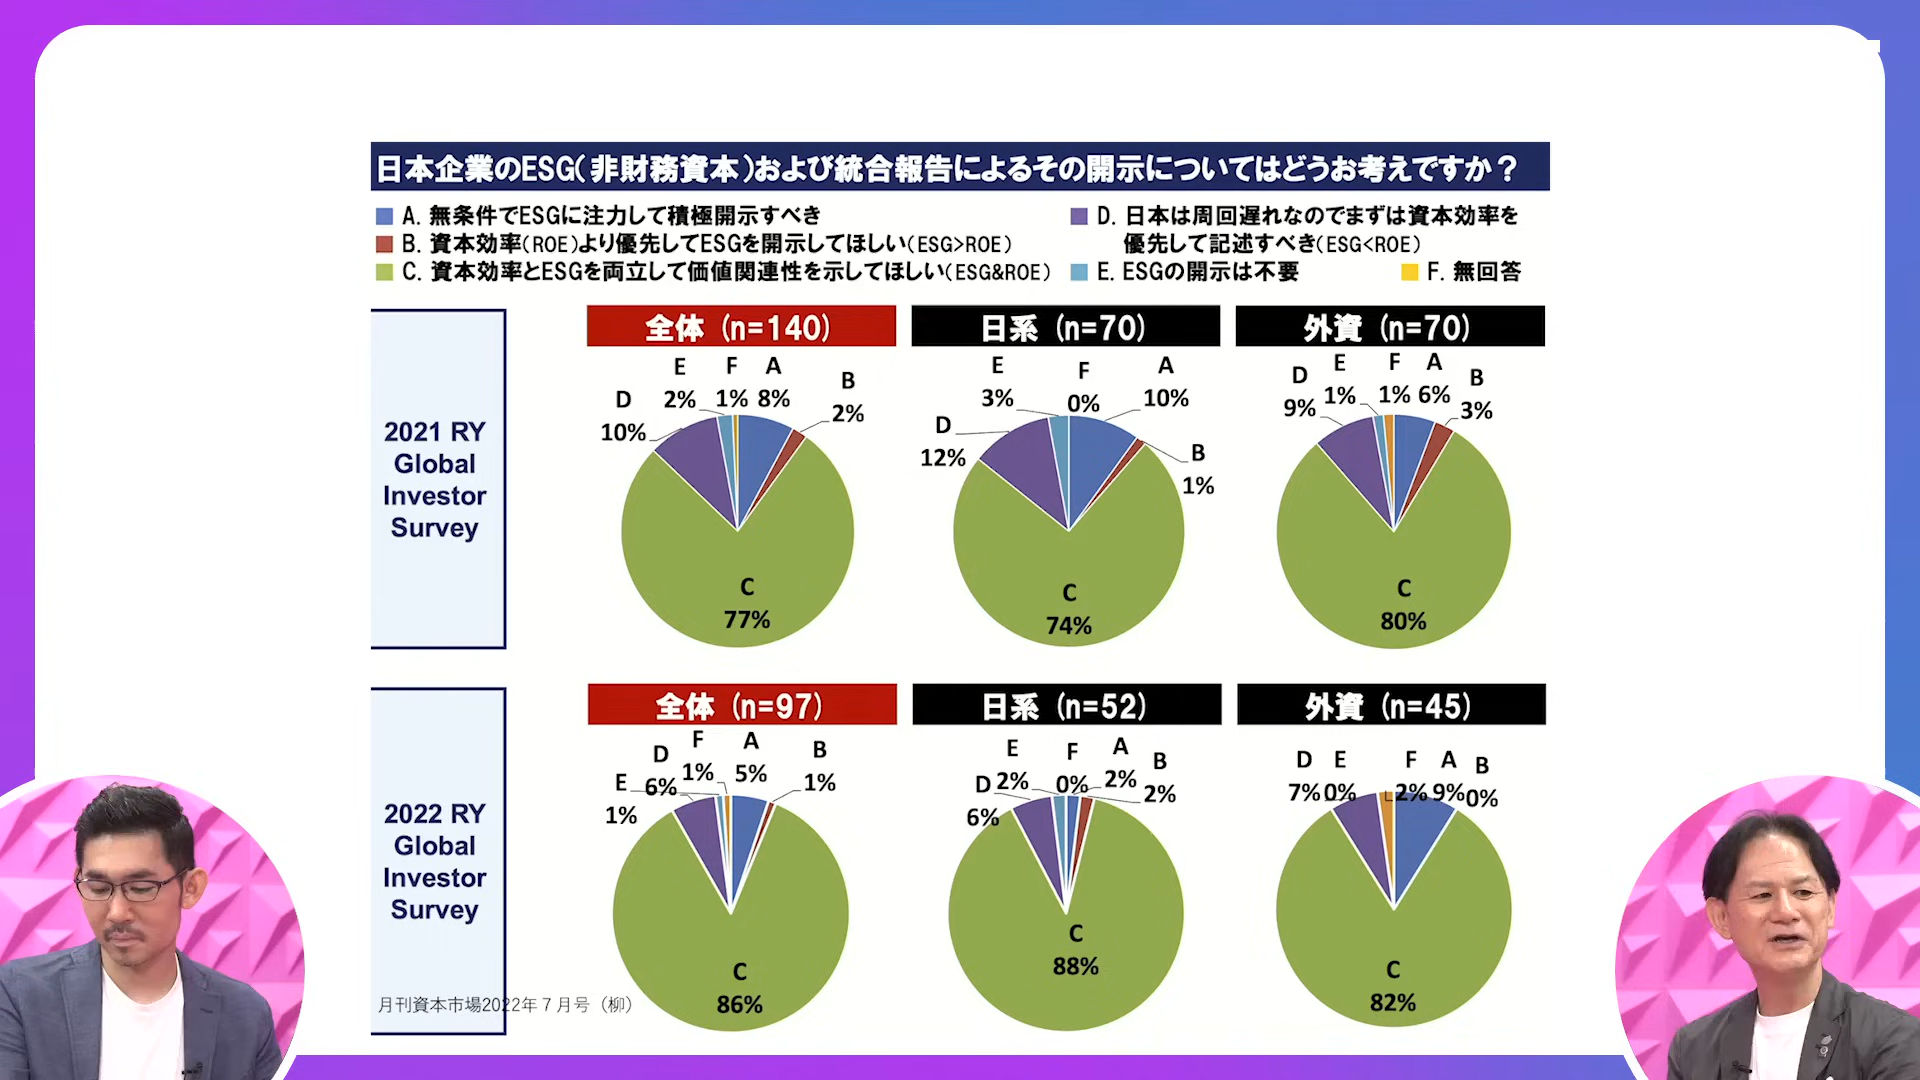 日本企業のESG(非財務資本)および統合報告によるその開示についてはどうお考えですか？
A. 無条件でESGに注力して積極開示すべき
B. 資本効率(ROE)より優先してESGを開示してほしい(ESG>ROE)
C. 資本効率とESGを両立して価値関連性を示してほしい(ESG&ROE)
D. 日本は周回遅れなのでまずは資本効率を
優先して記述すべき(ESG<ROE)
E. ESGの開示は不要
F. 無回答
2021 RY
Global
Investor
Survey
全体 (n=140)
D
10%
E
2%
F
1%
A
8%
B
2%
C
77%
日系 (n=70)
D
12%
E
3%
F
0%
A
10%
B
1%
C
74%
外資 (n=70)
D
9%
E
1%
F
1%
A
6%
B
3%
C
80%
2022 RY
Global
Investor
Survey
全体 (n=97)
E
1%
D
6%
F
1%
A
5%
B
1%
C
86%
日系 (n=52)
D
6%
E
2%
F
0%
A
2%
B
2%
C
88%
外資 (n=45)
D
7%
E
0%
F
2%
A
9%
B
0%
C
82%
月刊資本市場2022年７月号（柳）